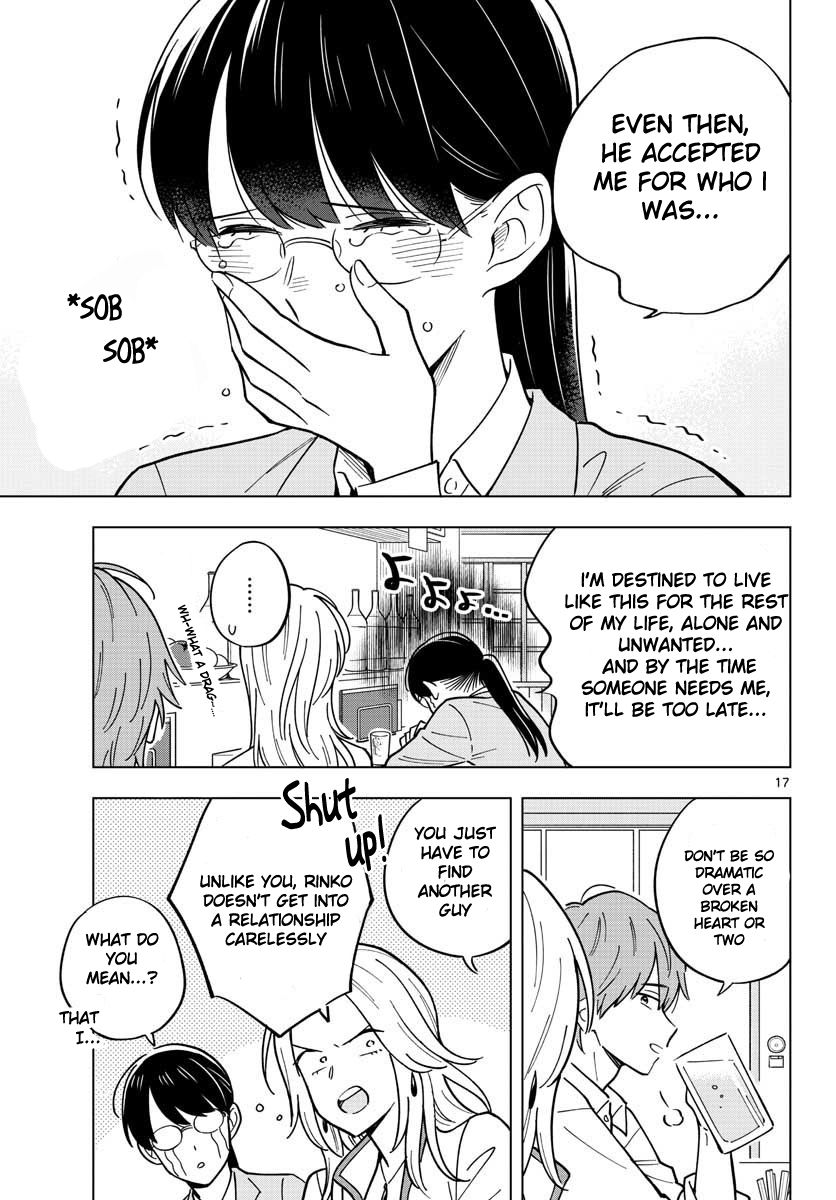 EVEN THEN,
HE ACCEPTED
ME FOR WHO I
WAS...
*SOB
SOB*
I'M DESTINED TO LIVE
LIKE THIS FOR THE REST
OF MY LIFE, ALONE AND
UNWANTED...
AND BY THE TIME
SOMEONE NEEDS ME,
IT'LL BE TOO LATE...
よよよ...
......
WH-WHAT A DRAG~....
17
DON'T BE SO
DRAMATIC
OVER A
BROKEN
HEART OR
TWO
YOU JUST
HAVE TO
FIND
ANOTHER
GUY
Shut
up!
UNLIKE YOU, RINKO
DOESN'T GET INTO
A RELATIONSHIP
CARELESSLY
WHAT DO
YOU
MEAN...?
THAT
I...